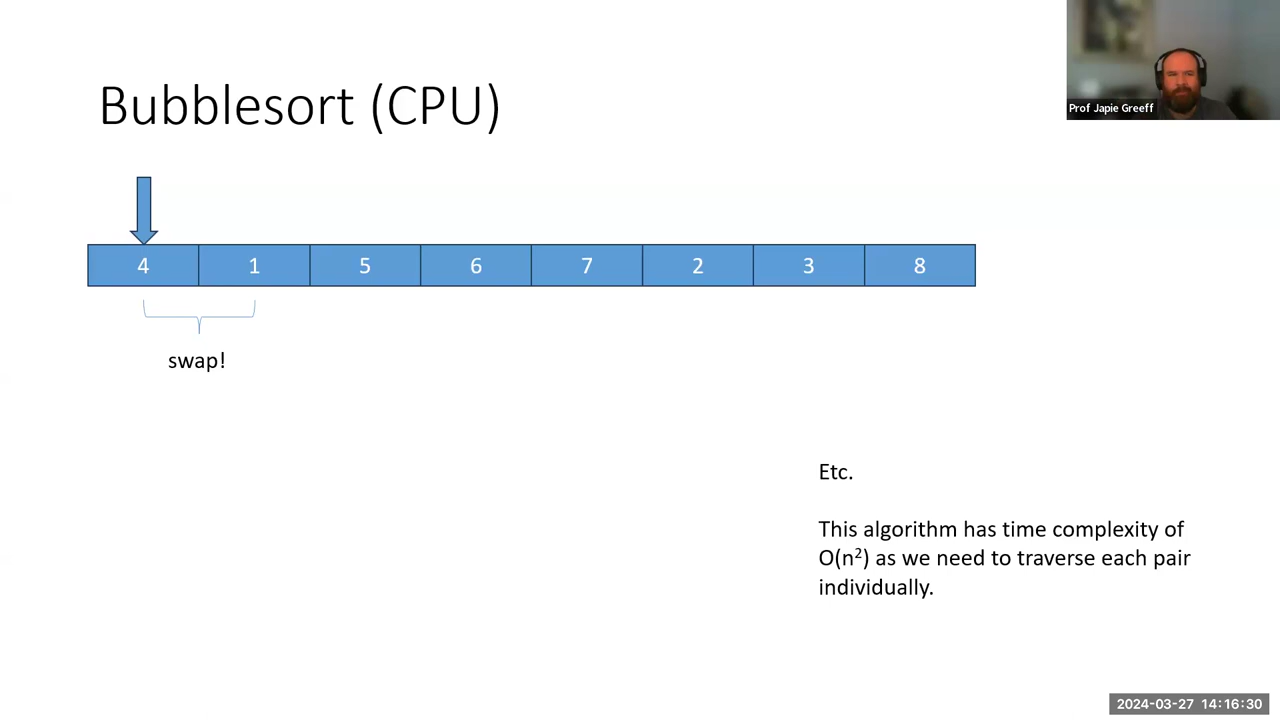 Prof Japie Greeff
Bubblesort (CPU)
4 1 5 6 7 2 3 8
swap!
Etc.
This algorithm has time complexity of
O(n²) as we need to traverse each pair
individually.
2024-03-27 14:16:30